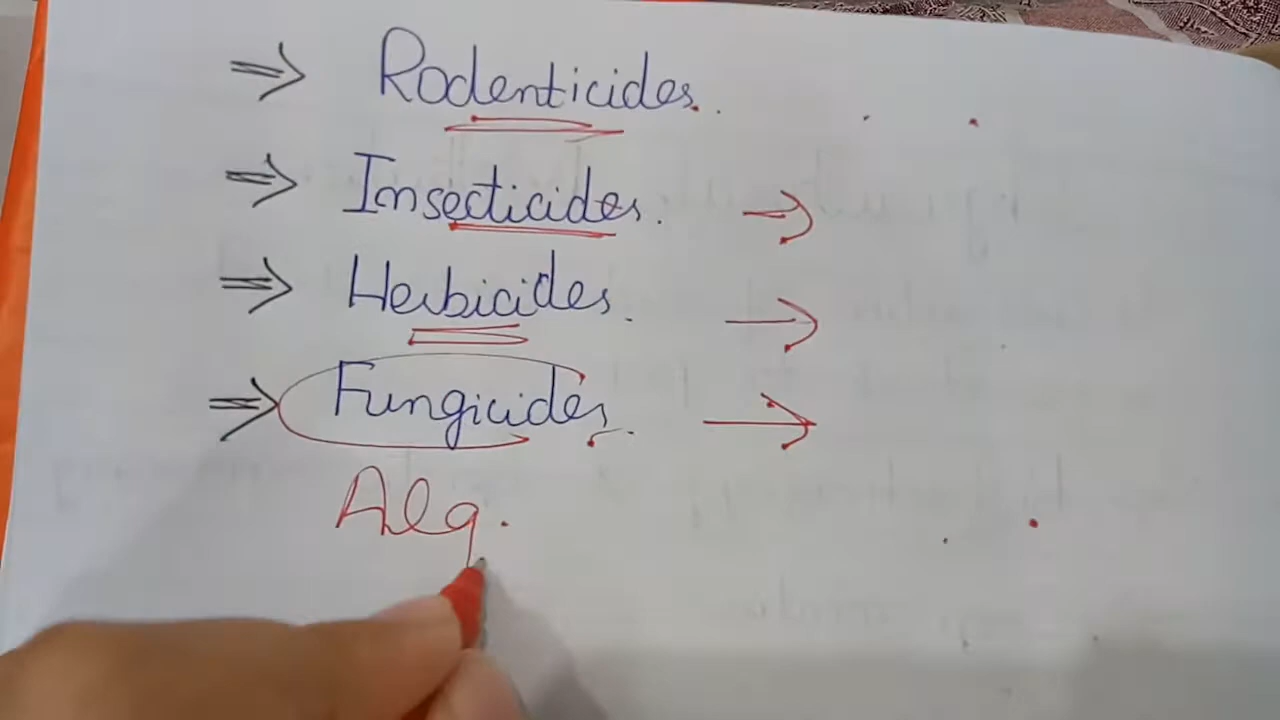 ⇒ Rodenticides.
⇒ Insecticides. →
⇒ Herbicides. →
⇒ Fungicides. →
Alg